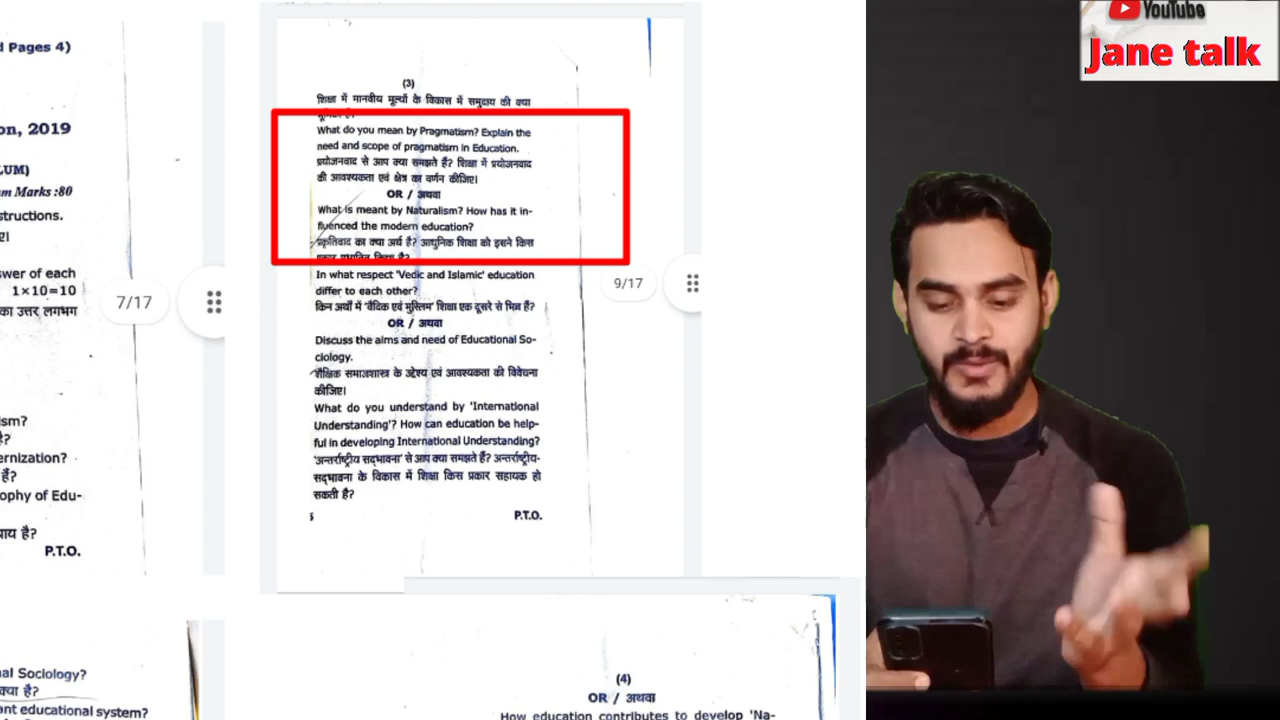 d Pages 4)
on, 2019
LUM)
m Marks :80
structions.
swer of each
1×10=10
का उत्तर लगभग
7/17
ism?
है?
ernization?
हैं?
ophy of Edu-
P.T.O.
al Sociology?
क्या है?
ant educational system?
(3)
शिक्षा में मानवीय मूल्यों के विकास में समुदाय की क्या
What do you mean by Pragmatism? Explain the
need and scope of pragmatism in Education.
प्रयोजनवाद से आप क्या समझते हैं? शिक्षा में प्रयोजनवाद
की आवश्यकता एवं क्षेत्र का वर्णन कीजिए।
OR / अथवा
What is meant by Naturalism? How has it in-
fluenced the modern education?
प्रकृतिवाद का क्या अर्थ है? आधुनिक शिक्षा को इसने किस
प्रकार प्रभावित किया है?
In what respect 'Vedic and Islamic' education
differ to each other?
किन अर्थों में 'वैदिक एवं मुस्लिम' शिक्षा एक दूसरे से भिन्न हैं?
OR / अथवा
Discuss the aims and need of Educational So-
ciology.
शैक्षिक समाजशास्त्र के उद्देश्य एवं आवश्यकता की विवेचना
कीजिए।
What do you understand by 'International
Understanding'? How can education be help-
ful in developing International Understanding?
'अन्तर्राष्ट्रीय सद्भावना' से आप क्या समझते हैं? अन्तर्राष्ट्रीय-
सद्भावना के विकास में शिक्षा किस प्रकार सहायक हो
सकती है?
P.T.O.
9/17
(4)
OR / अथवा
How education contributes to develop 'Na-
YouTube
Jane talk